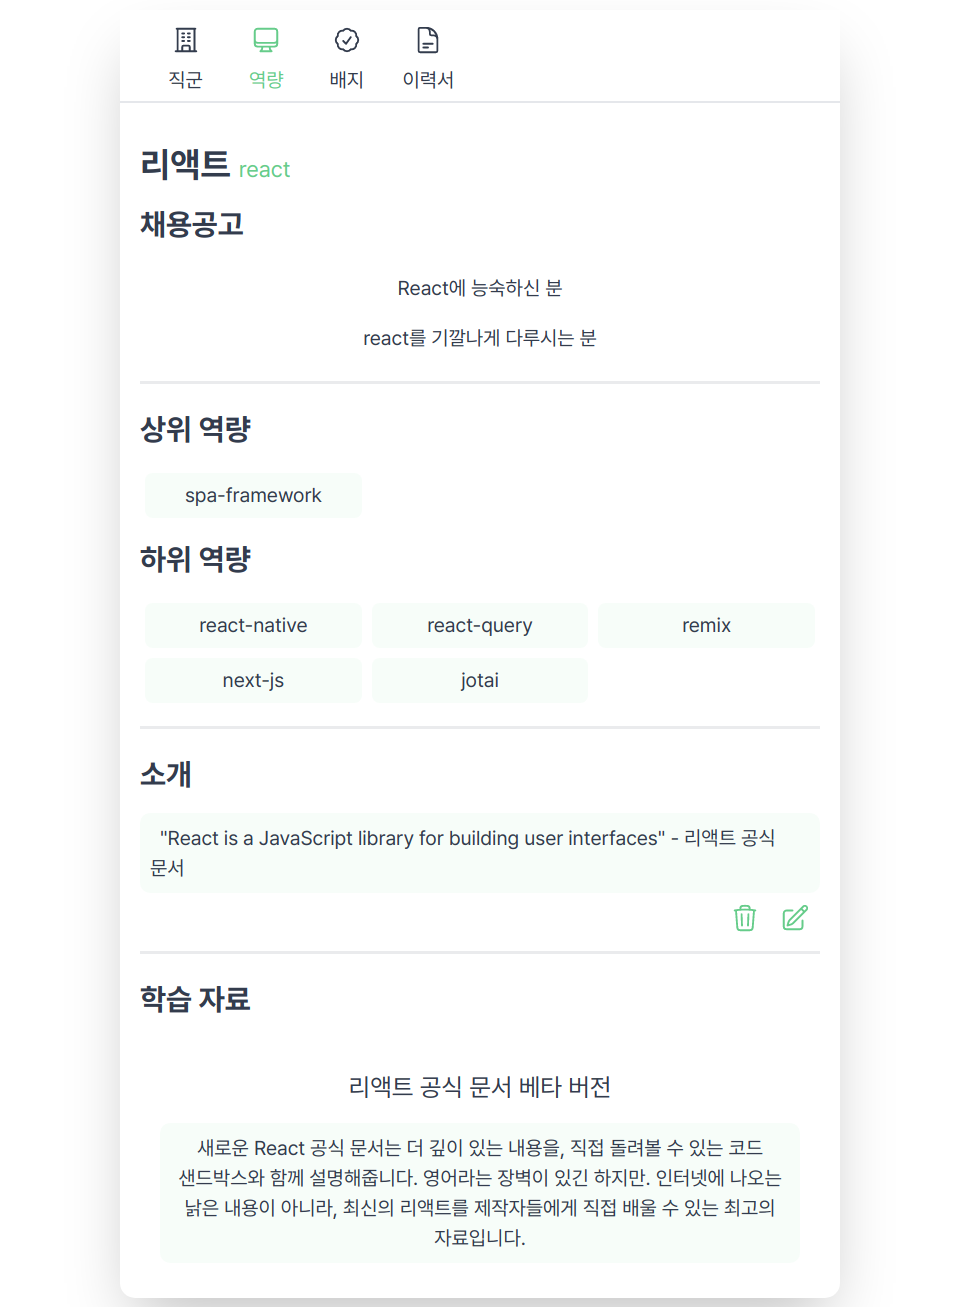 직군 역량 배지 이력서
리액트 react
채용공고
React에 능숙하신 분
react를 기깔나게 다루시는 분
상위 역량
spa-framework
하위 역량
react-native react-query remix
next-js jotai
소개
"React is a JavaScript library for building user interfaces" - 리액트 공식
문서
학습 자료
리액트 공식 문서 베타 버전
새로운 React 공식 문서는 더 깊이 있는 내용을, 직접 돌려볼 수 있는 코드
샌드박스와 함께 설명해줍니다. 영어라는 장벽이 있긴 하지만. 인터넷에 나오는
낡은 내용이 아니라, 최신의 리액트를 제작자들에게 직접 배울 수 있는 최고의
자료입니다.